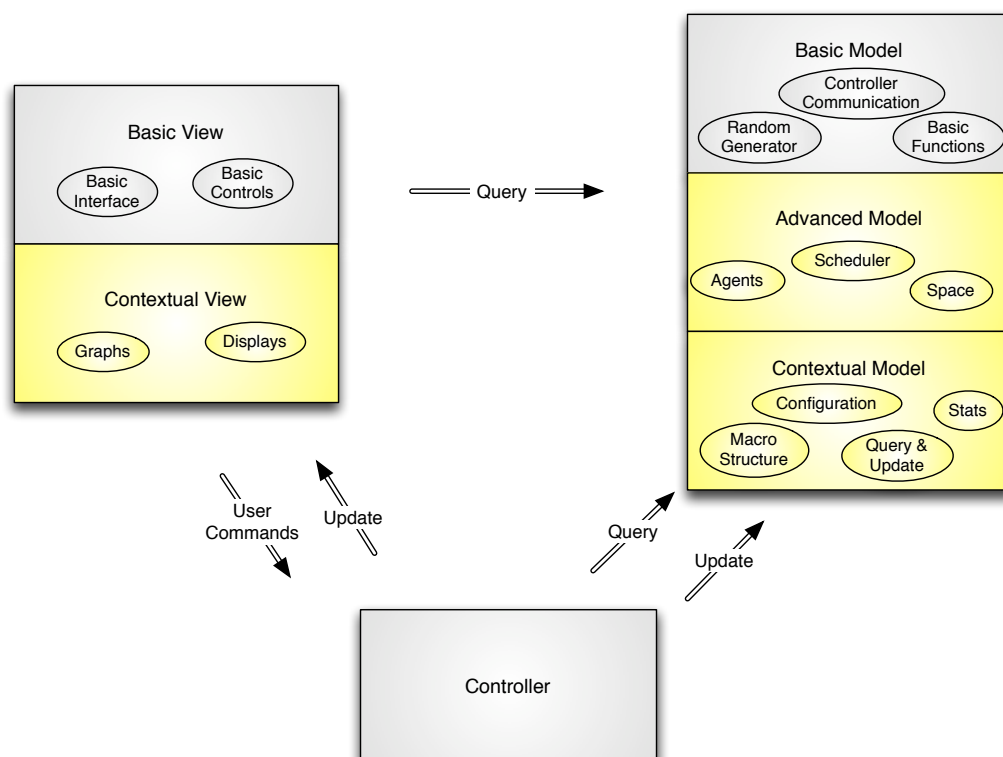 Basic View
Basic
Interface
Basic
Controls
Contextual View
Graphs
Displays
Query
Basic Model
Controller
Communication
Random
Generator
Basic
Functions
Advanced Model
Scheduler
Agents
Space
Contextual Model
Configuration
Stats
Macro
Structure
Query &
Update
User
Commands
Update
Query
Update
Controller